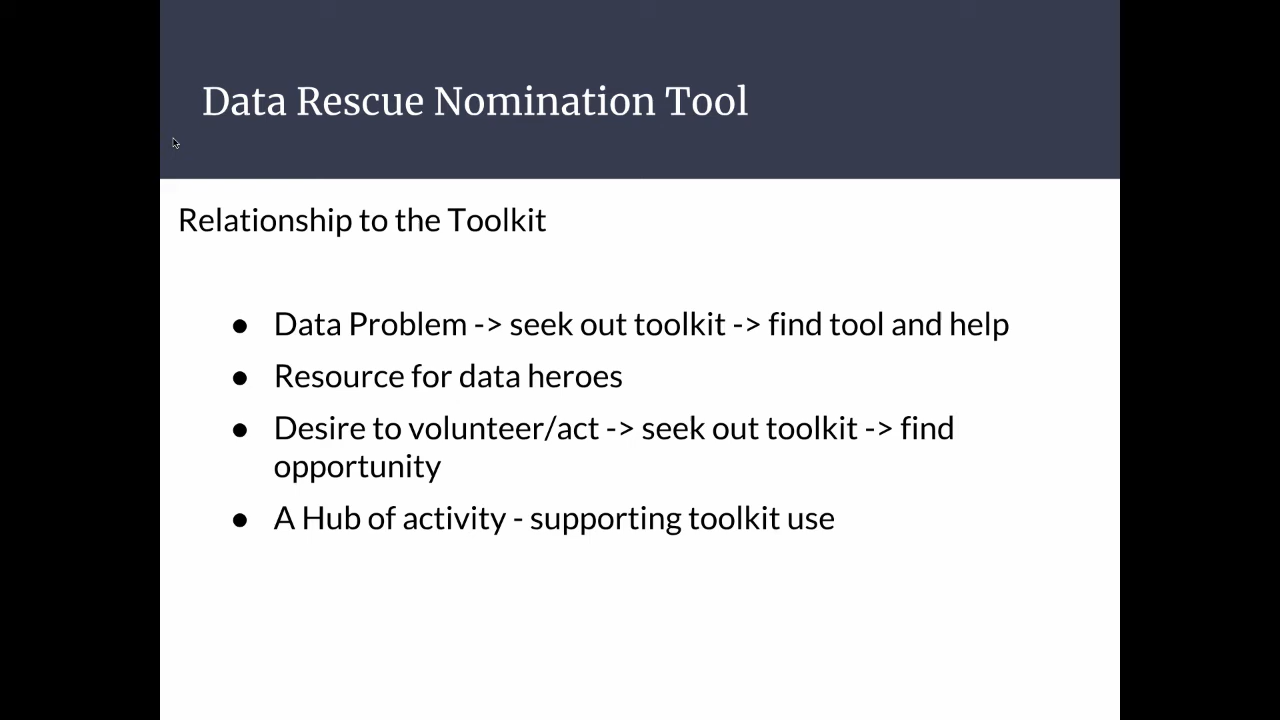 Data Rescue Nomination Tool
Relationship to the Toolkit
● Data Problem -> seek out toolkit -> find tool and help
● Resource for data heroes
● Desire to volunteer/act -> seek out toolkit -> find
opportunity
● A Hub of activity - supporting toolkit use